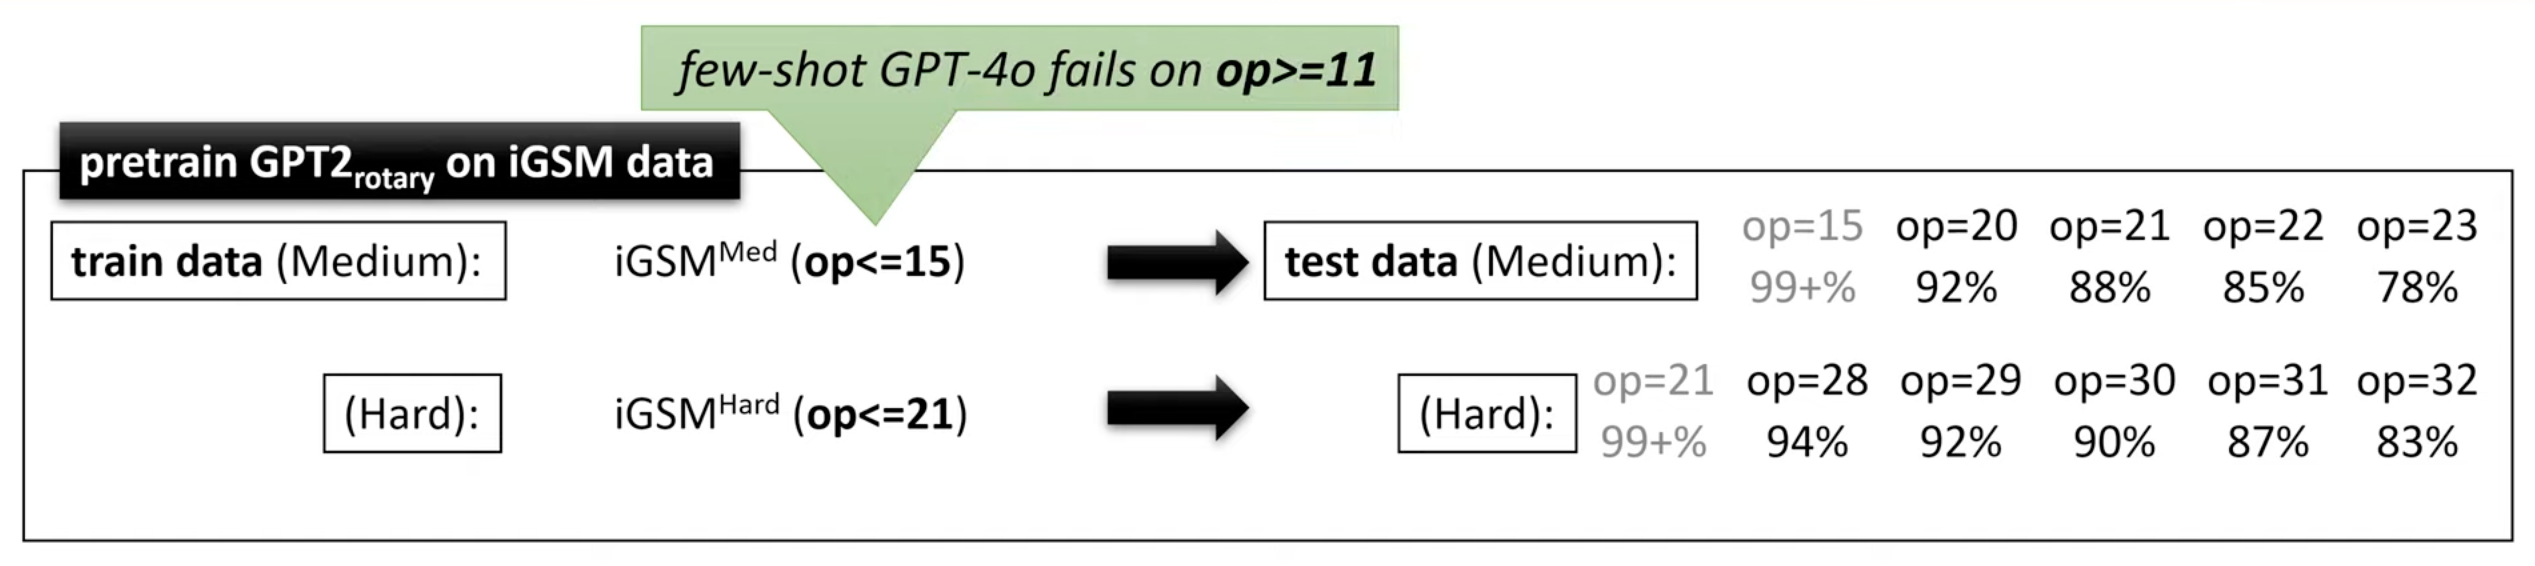 few-shot GPT-4o fails on op>=11
pretrain GPT2rotary on iGSM data
train data (Medium): iGSMMed (op<=15) test data (Medium): op=15 op=20 op=21 op=22 op=23
99+% 92% 88% 85% 78%
(Hard): iGSMHard (op<=21) (Hard): op=21 op=28 op=29 op=30 op=31 op=32
99+% 94% 92% 90% 87% 83%